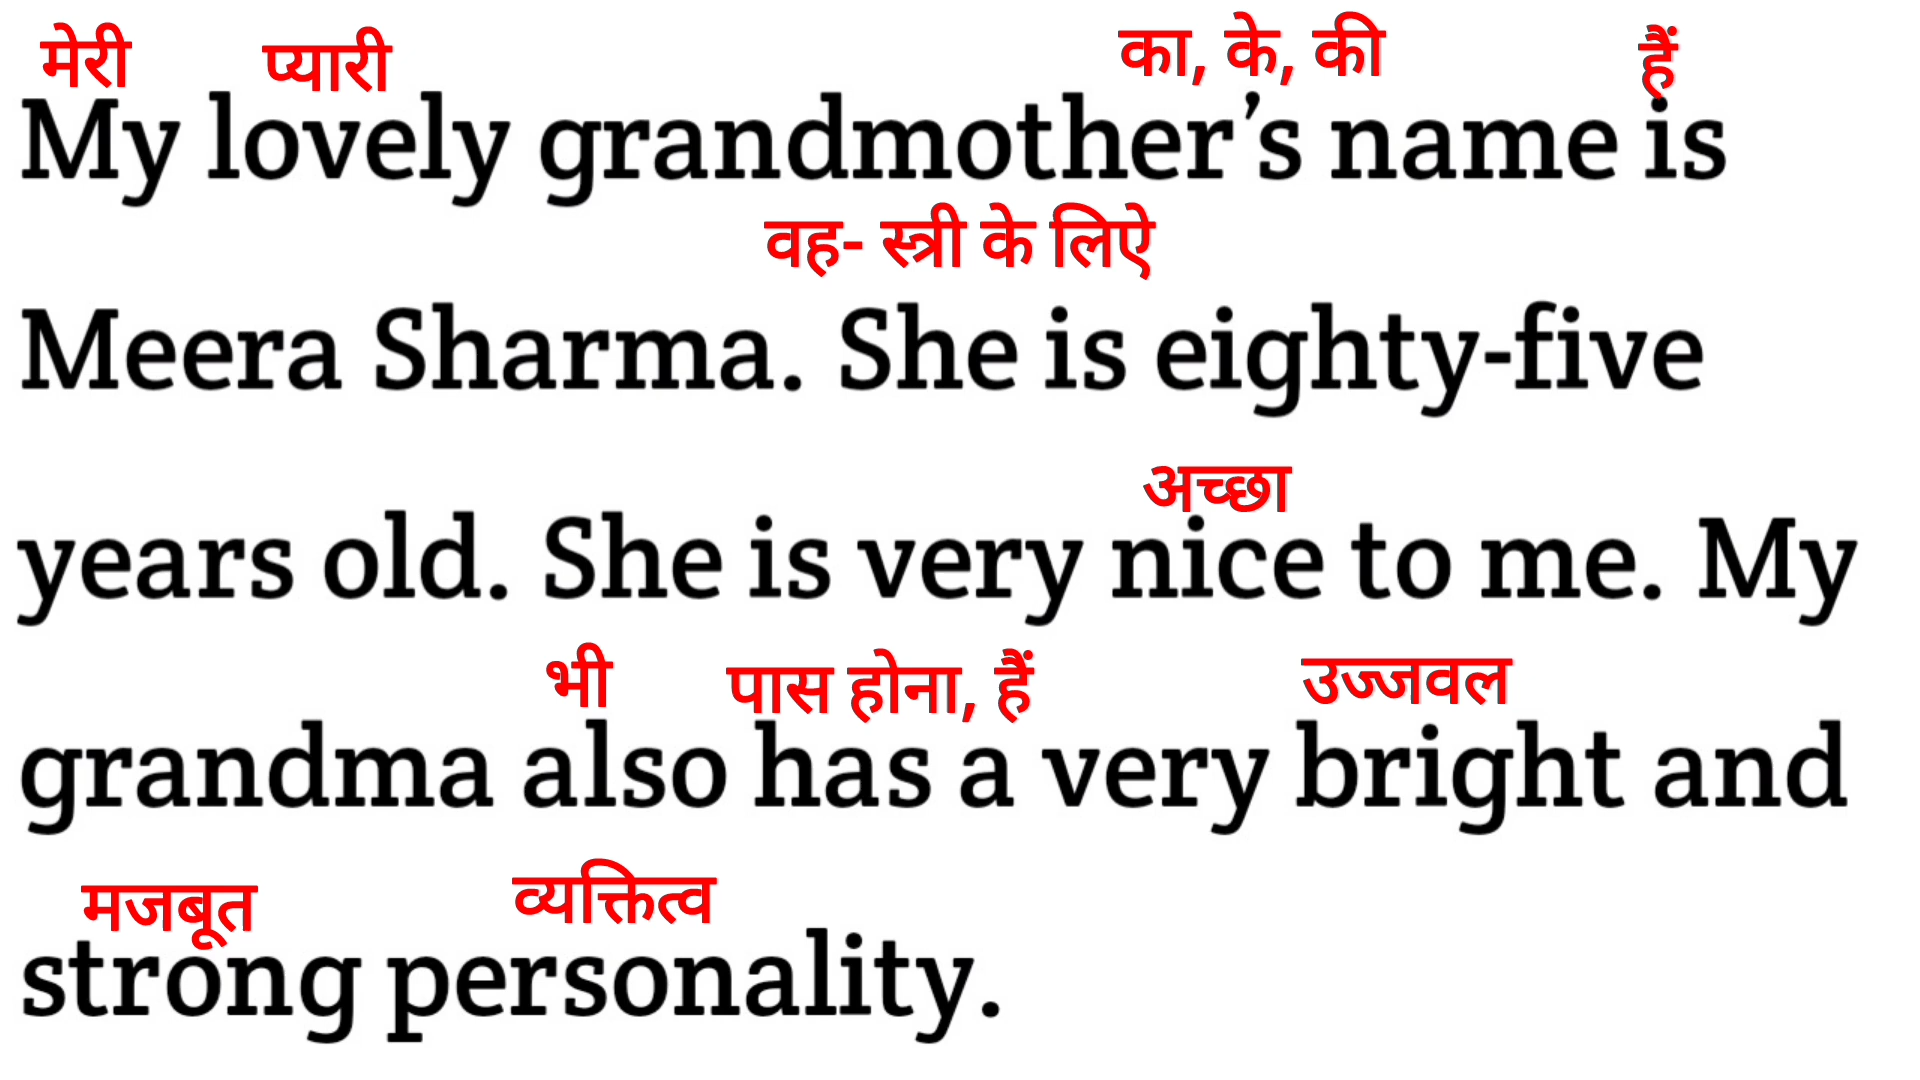 मेरी प्यारी का, के, की हैं
My lovely grandmother’s name is
वह- स्त्री के लिऐ
Meera Sharma. She is eighty-five
अच्छा
years old. She is very nice to me. My
भी पास होना, हैं उज्जवल
grandma also has a very bright and
मजबूत व्यक्तित्व
strong personality.